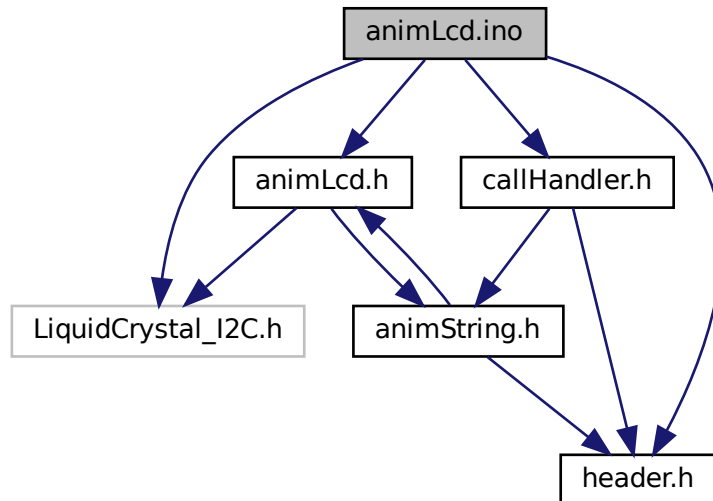 animLcd.ino
animLcd.h
callHandler.h
LiquidCrystal_I2C.h
animString.h
header.h